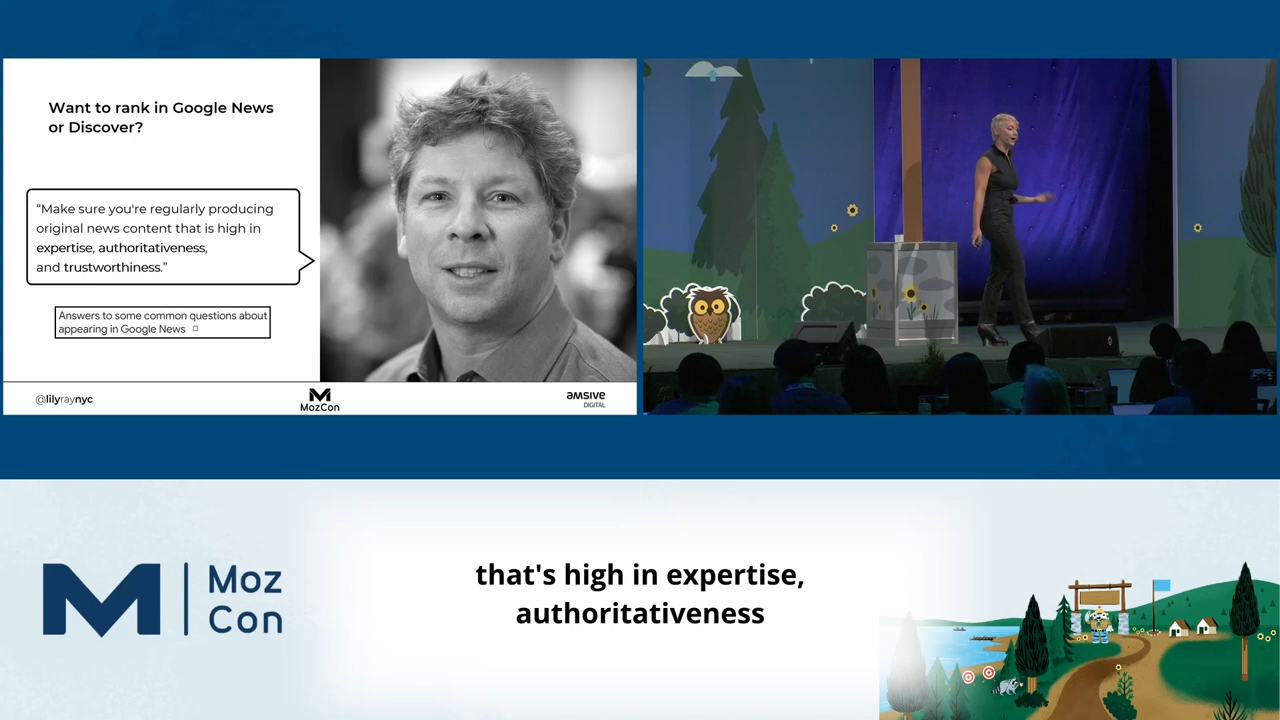 Want to rank in Google News
or Discover?
“Make sure you're regularly producing
original news content that is high in
expertise, authoritativeness,
and trustworthiness.”
Answers to some common questions about
appearing in Google News
@lilyraynyc
MozCon
amsive
DIGITAL
Moz
Con
that's high in expertise,
authoritativeness